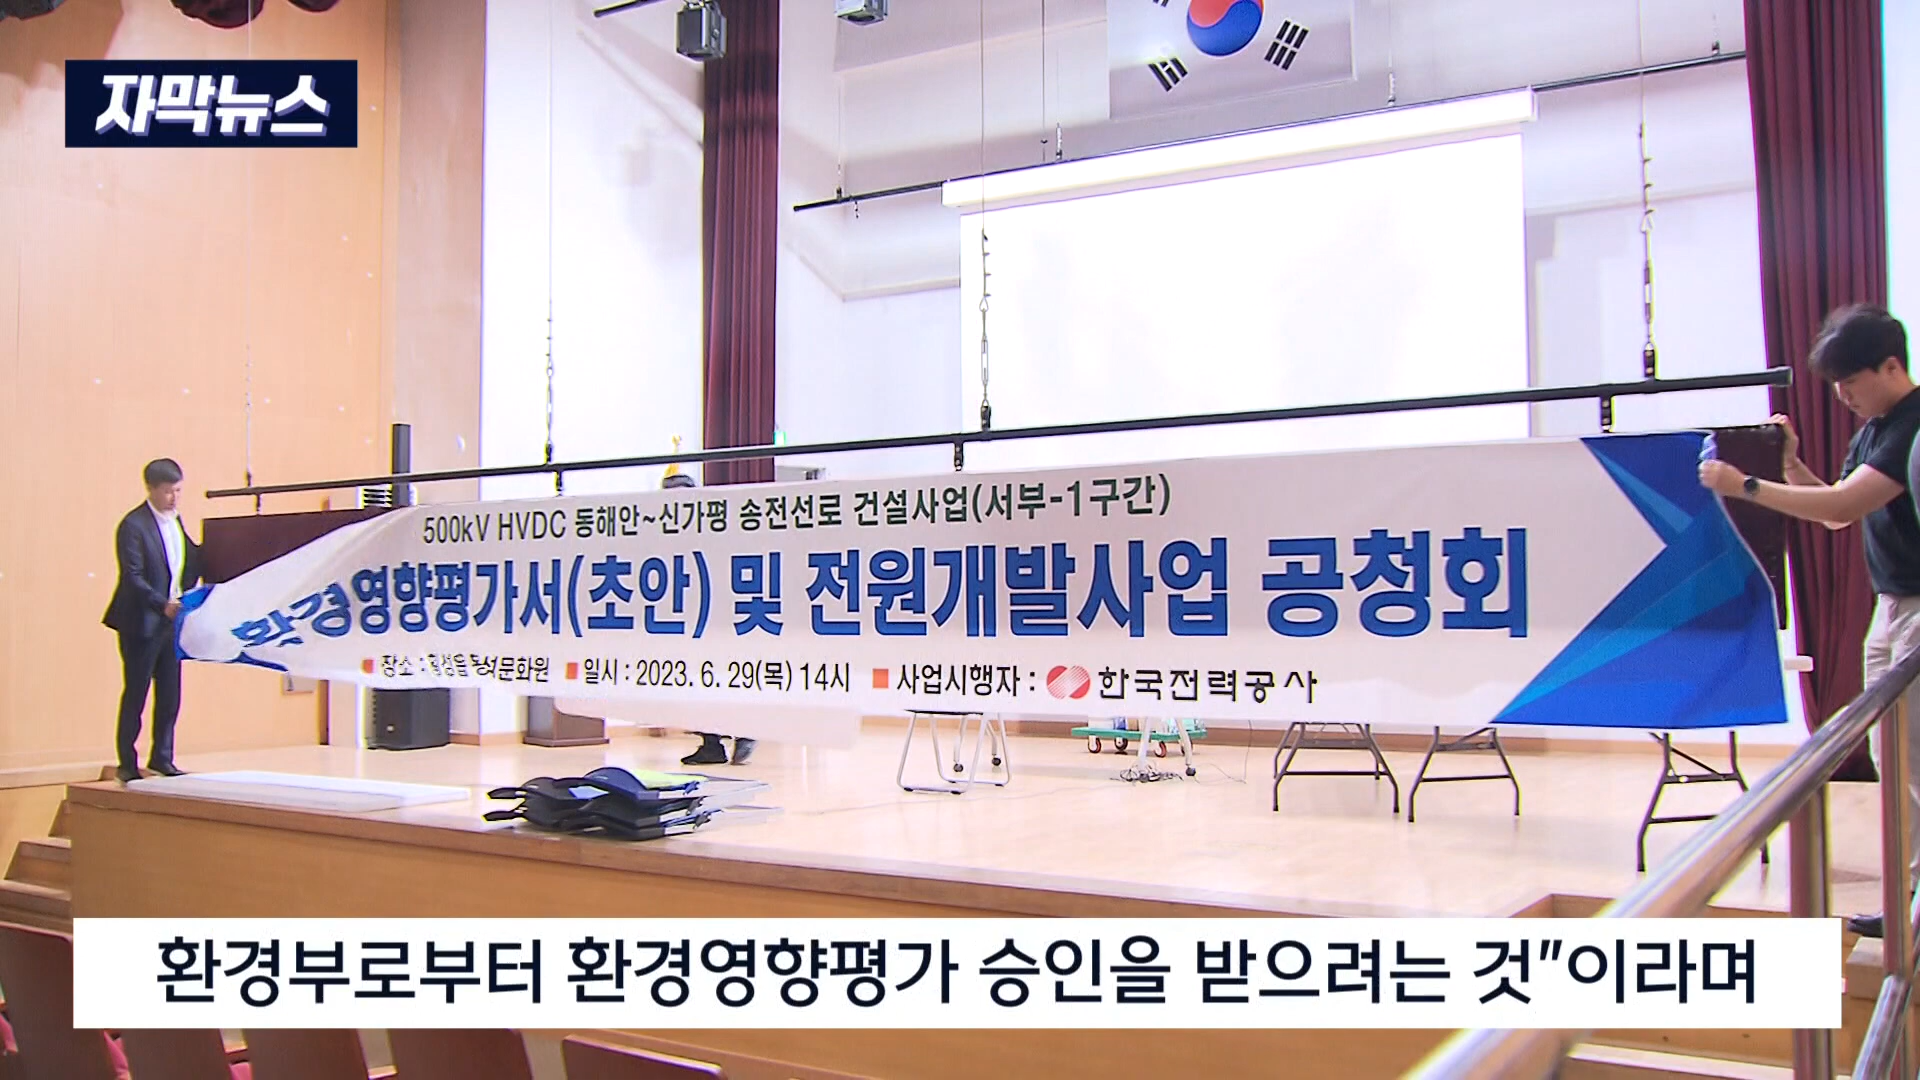 자막뉴스
500kV HVDC 동해안~신가평 송전선로 건설사업(서부-1구간)
환경영향평가서(초안) 및 전원개발사업 공청회
■ 장소 : ■ 일시 : 2023. 6. 29(목) 14시 ■ 사업시행자 : 한국전력공사
환경부로부터 환경영향평가 승인을 받으려는 것"이라며